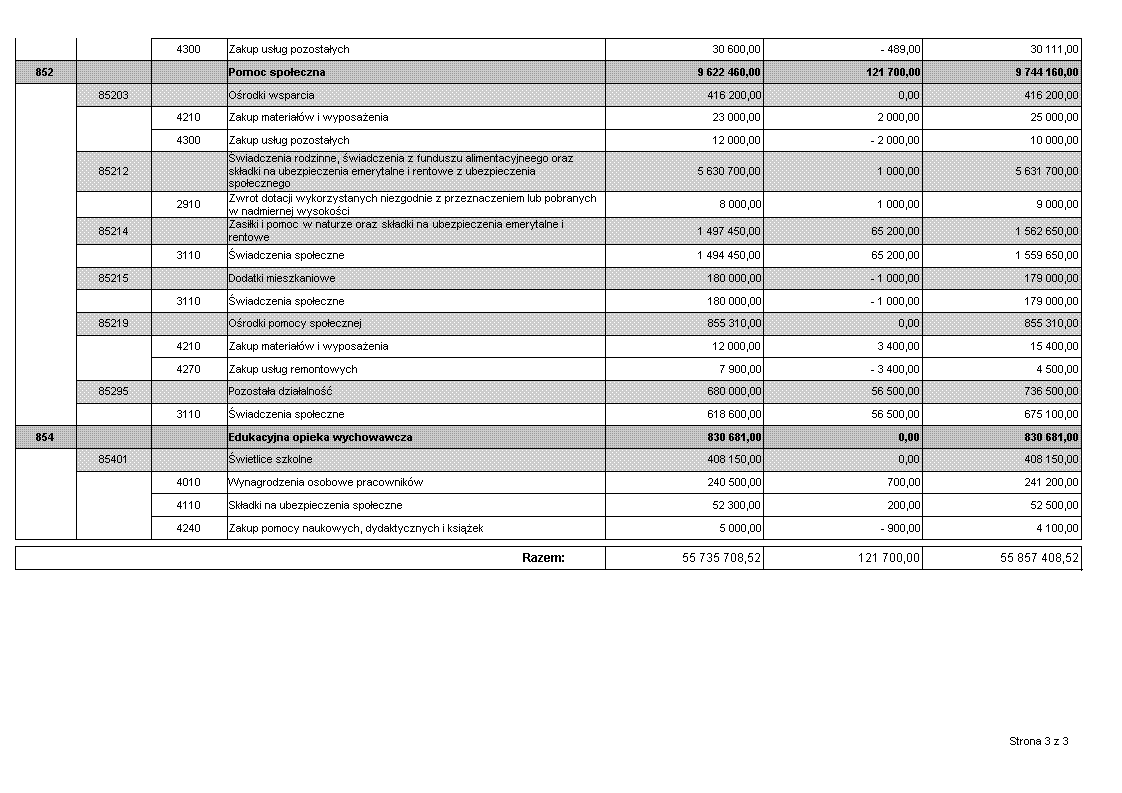 4300 Zakup usług pozostałych 30 600,00 - 489,00 30 111,00
852 Pomoc społeczna 9 622 460,00 121 700,00 9 744 160,00
85203 Ośrodki wsparcia 416 200,00 0,00 416 200,00
4210 Zakup materiałów i wyposażenia 23 000,00 2 000,00 25 000,00
4300 Zakup usług pozostałych 12 000,00 - 2 000,00 10 000,00
Świadczenia rodzinne, świadczenia z funduszu alimentacyjneego oraz
85212 składki na ubezpieczenia emerytalne i rentowe z ubezpieczenia 5 630 700,00 1 000,00 5 631 700,00
społecznego
2910 Zwrot dotacji wykorzystanych niezgodnie z przeznaczeniem lub pobranych 8 000,00 1 000,00 9 000,00
w nadmiernej wysokości
85214 Zasiłki i pomoc w naturze oraz składki na ubezpieczenia emerytalne i 1 497 450,00 65 200,00 1 562 650,00
rentowe
3110 Świadczenia społeczne 1 494 450,00 65 200,00 1 559 650,00
85215 Dodatki mieszkaniowe 180 000,00 - 1 000,00 179 000,00
3110 Świadczenia społeczne 180 000,00 - 1 000,00 179 000,00
85219 Ośrodki pomocy społecznej 855 310,00 0,00 855 310,00
4210 Zakup materiałów i wyposażenia 12 000,00 3 400,00 15 400,00
4270 Zakup usług remontowych 7 900,00 - 3 400,00 4 500,00
85295 Pozostała działalność 680 000,00 56 500,00 736 500,00
3110 Świadczenia społeczne 618 600,00 56 500,00 675 100,00
854 Edukacyjna opieka wychowawcza 830 681,00 0,00 830 681,00
85401 Świetlice szkolne 408 150,00 0,00 408 150,00
4010 Wynagrodzenia osobowe pracowników 240 500,00 700,00 241 200,00
4110 Składki na ubezpieczenia społeczne 52 300,00 200,00 52 500,00
4240 Zakup pomocy naukowych, dydaktycznych i książek 5 000,00 - 900,00 4 100,00
Razem: 55 735 708,52 121 700,00 55 857 408,52
Strona 3 z 3